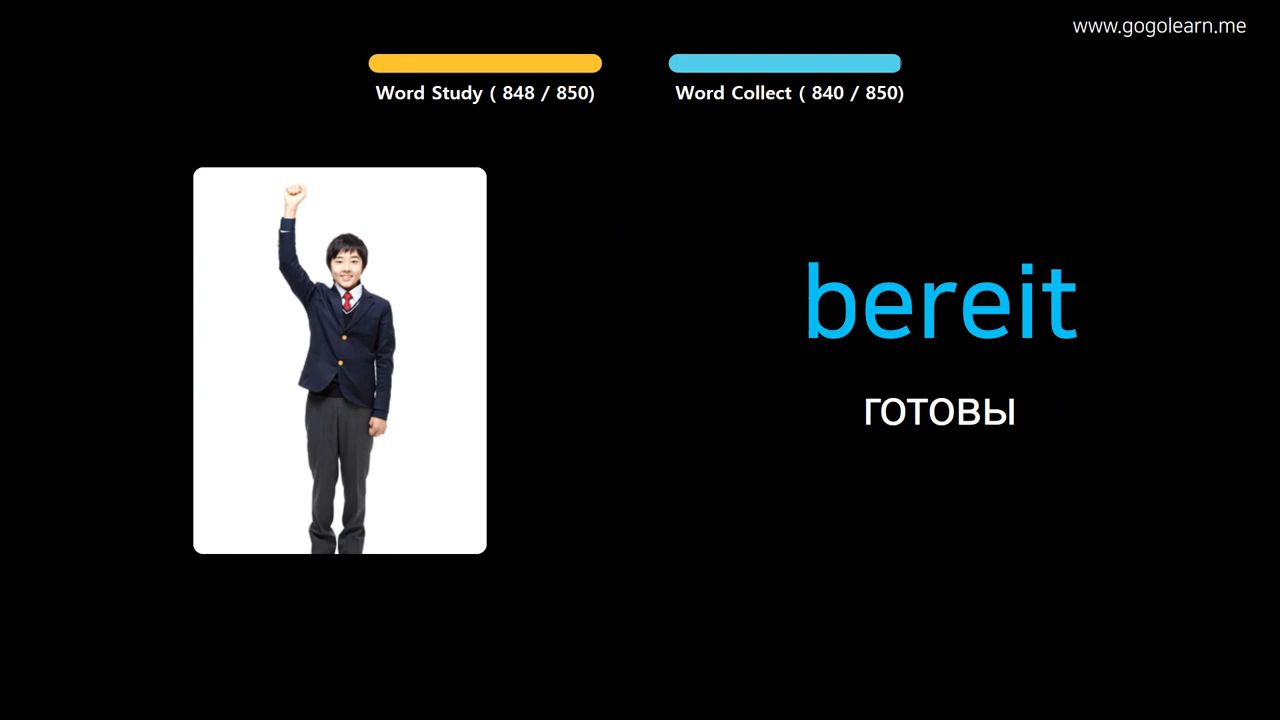 www.gogolearn.me
Word Study ( 848 / 850)
Word Collect ( 840 / 850)
bereit
готовы